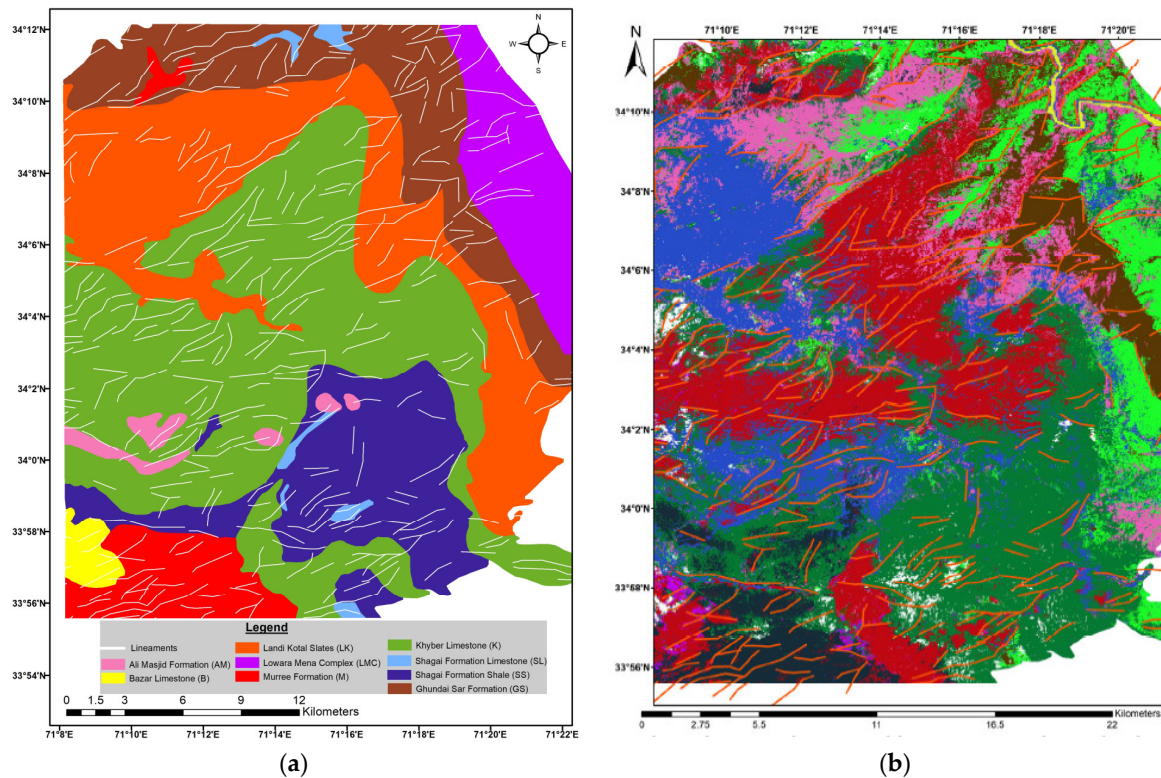 34°12'N
34°10'N
34°8'N
34°6'N
34°4'N
34°2'N
34°0'N
33°58'N
33°56'N
33°54'N
N
W E
S
Legend
Lineaments
Ali Masjid Formation (AM)
Bazar Limestone (B)
Landi Kotal Slates (LK)
Lowara Mena Complex (LMC)
Murree Formation (M)
Khyber Limestone (K)
Shagai Formation Limestone (SL)
Shagai Formation Shale (SS)
Ghundai Sar Formation (GS)
0 1.5 3 6 9 12
Kilometers
71°8'E 71°10'E 71°12'E 71°14'E 71°16'E 71°18'E 71°20'E 71°22'E
(a)
N
71°10'E 71°12'E 71°14'E 71°16'E 71°18'E 71°20'E
34°12'N
34°10'N
34°8'N
34°6'N
34°4'N
34°2'N
34°0'N
33°58'N
33°56'N
Kilometers
0 2.75 5.5 11 16.5 22
(b)